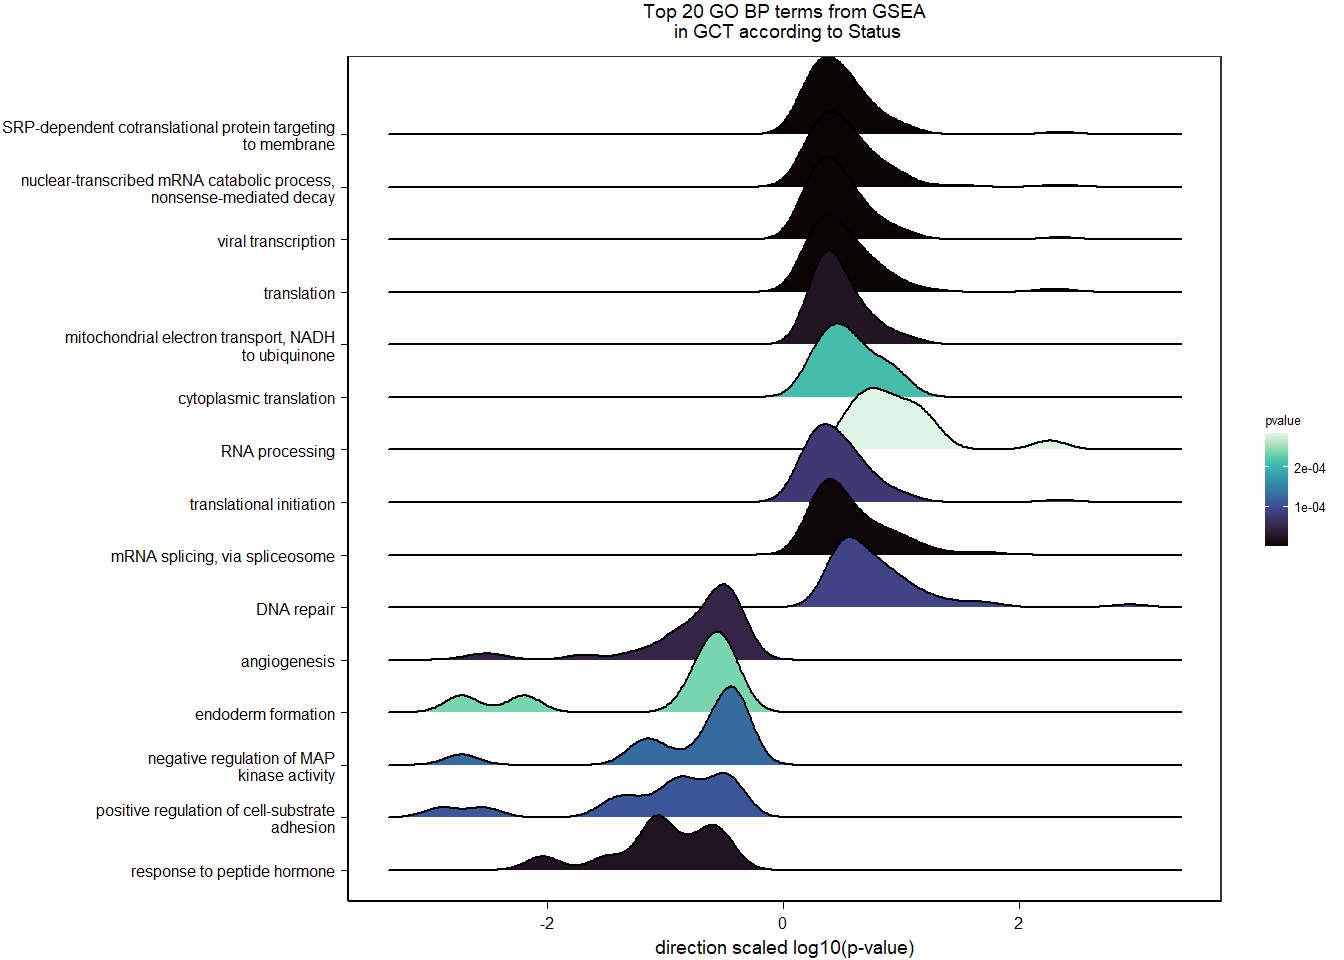 Top 20 GO BP terms from GSEA
in GCT according to Status
SRP-dependent cotranslational protein targeting
to membrane
nuclear-transcribed mRNA catabolic process,
nonsense-mediated decay
viral transcription
translation
mitochondrial electron transport, NADH
to ubiquinone
cytoplasmic translation
RNA processing
translational initiation
mRNA splicing, via spliceosome
DNA repair
angiogenesis
endoderm formation
negative regulation of MAP
kinase activity
positive regulation of cell-substrate
adhesion
response to peptide hormone
-2 0 2
direction scaled log10(p-value)
pvalue
2e-04
1e-04